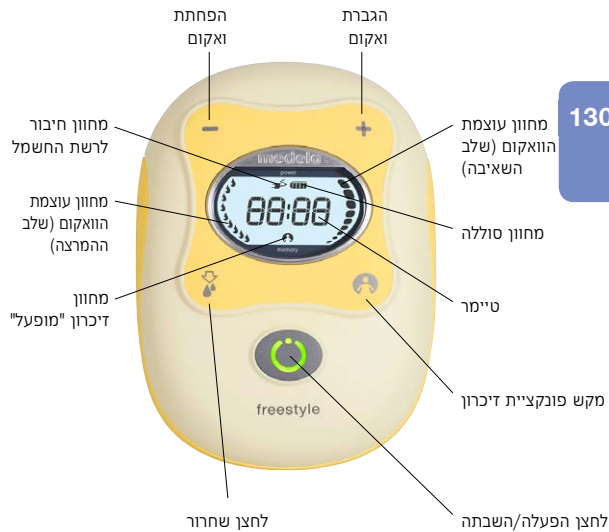 הפחתת
ואקום
הגברת
ואקום
130
מחוון עוצמת
הוואקום (שלב
השאיבה)
מחוון חיבור
לרשת החשמל
מחוון עוצמת
הוואקום (שלב
ההמרצה)
מחוון סוללה
מחוון
זיכרון "מופעל"
טיימר
מקש פונקציית זיכרון
לחצן שחרור
לחצן הפעלה/השבתה
medela
power
88:88
memory
freestyle